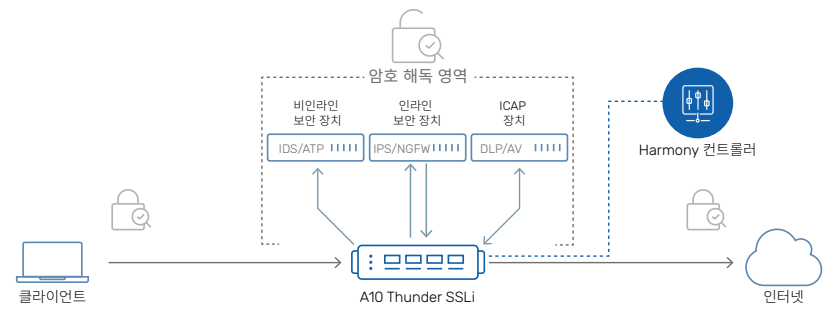 암호 해독 영역
비인라인
보안 장치
인라인
보안 장치
ICAP
장치
IDS/ATP
IPS/NGFW
DLP/AV
Harmony 컨트롤러
클라이언트
A10 Thunder SSLi
인터넷